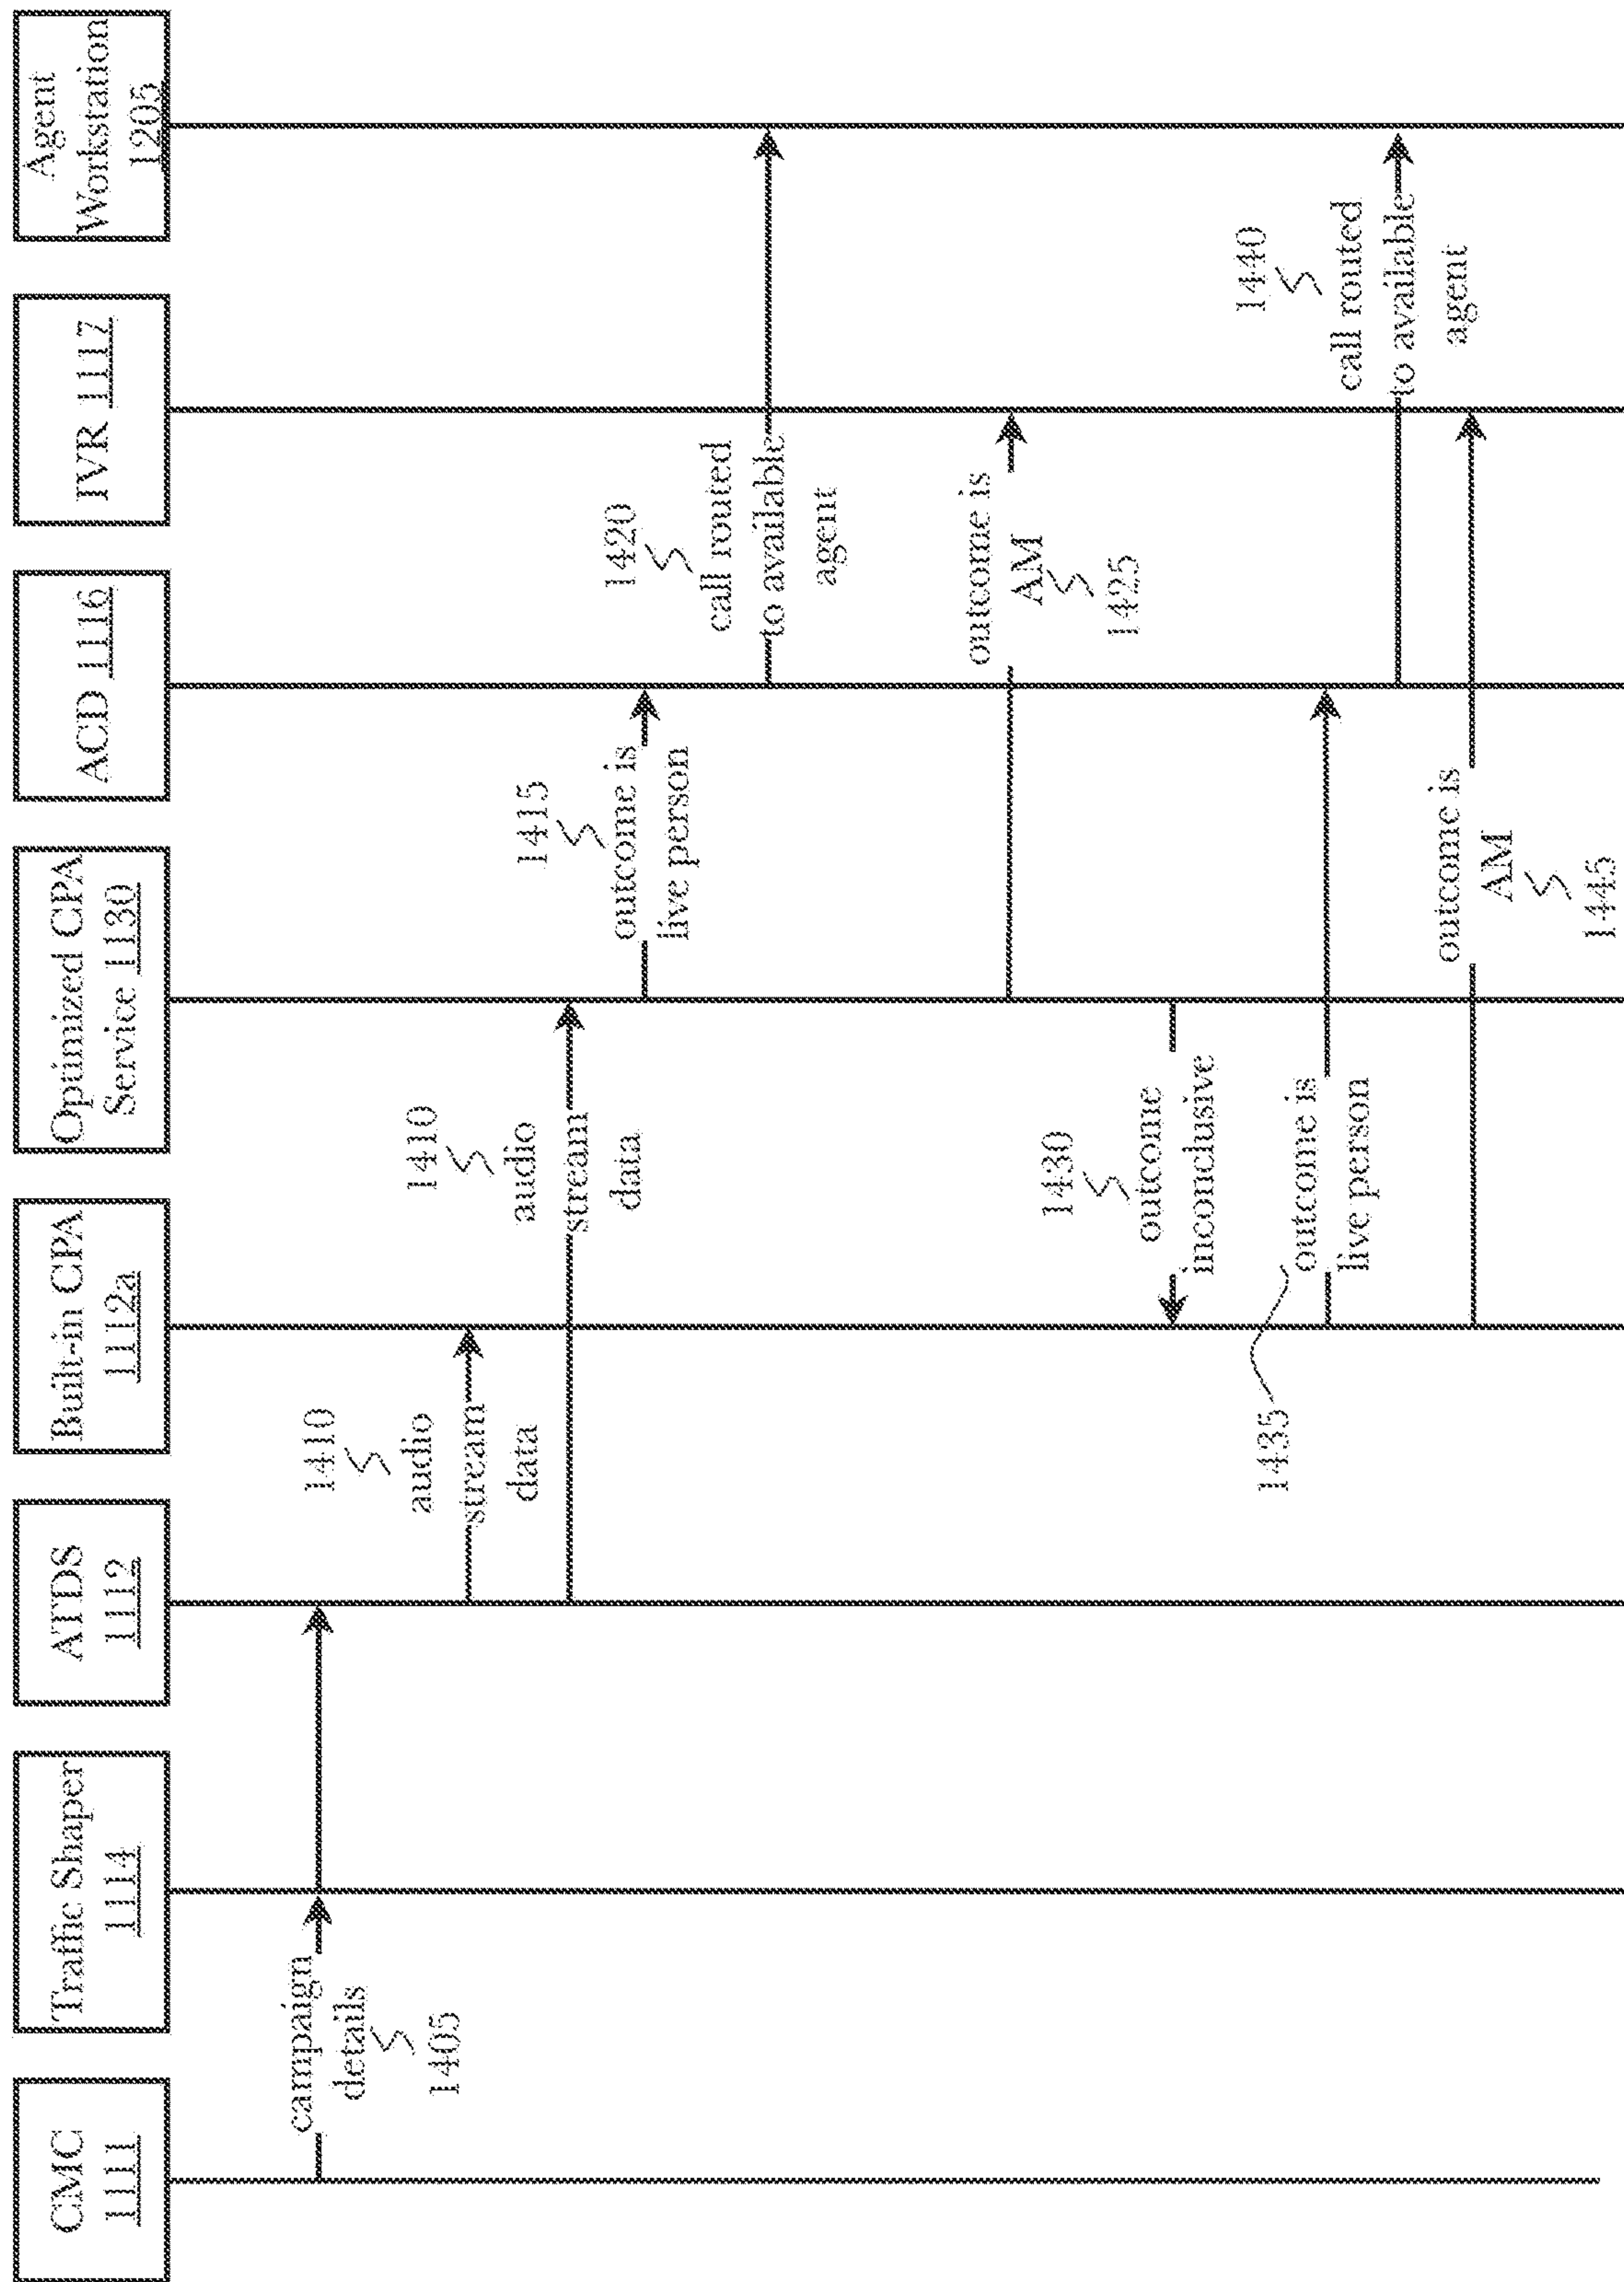 CMC
1111
Traffic Shaper
1114
ATDS
1112
Built-in CPA
1112a
Optimized CPA
Service 1130
ACD 1116
IVR 1117
Agent
Workstation
1205
campaign
details
1405
1410
audio
stream
data
1410
audio
stream
data
1415
outcome is
live person
1420
call routed
to available
agent
outcome is
AM
1425
1430
outcome
inconclusive
1435
outcome is
live person
1440
call routed
to available
agent
outcome is
AM
1445